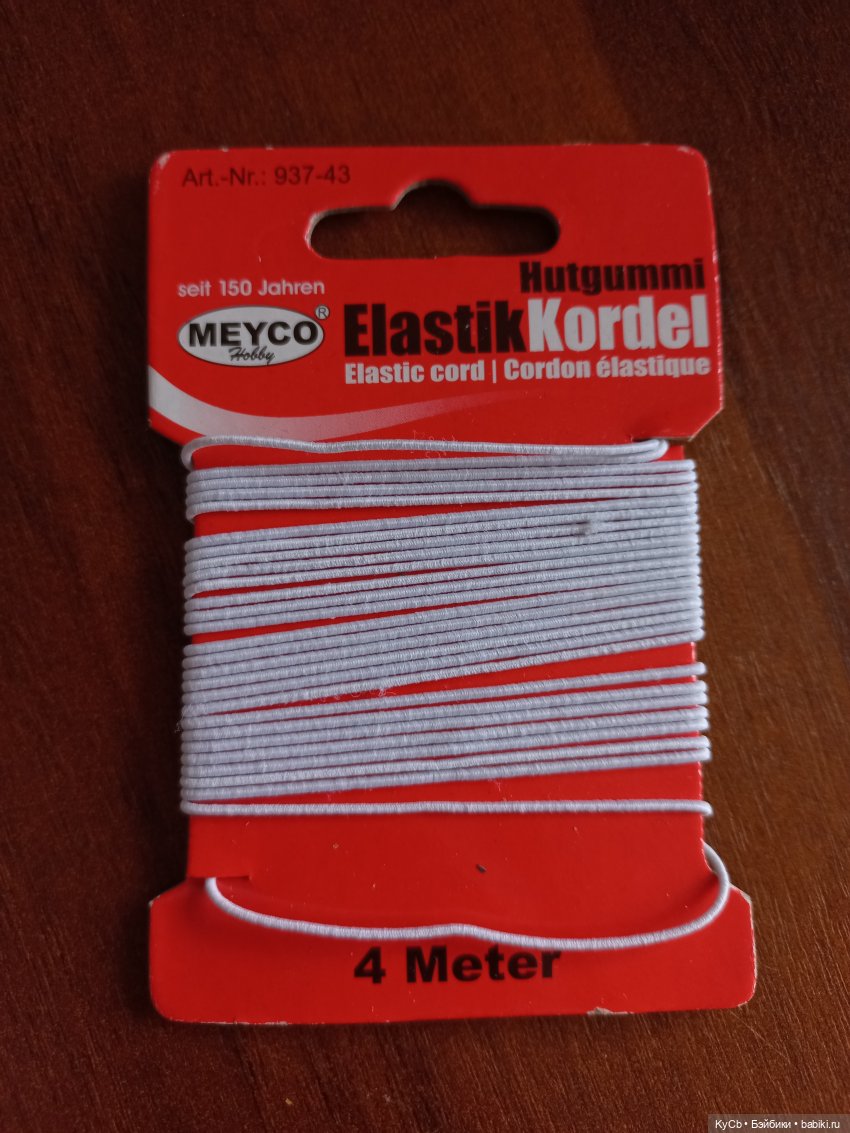 Art.-Nr.: 937-43
Hutgummi
seit 150 Jahren
MEYCO®
Hobby
ElastikKordel
Elastic cord | Cordon élastique
4 Meter
KyCb • Бэйбики • babiki.ru